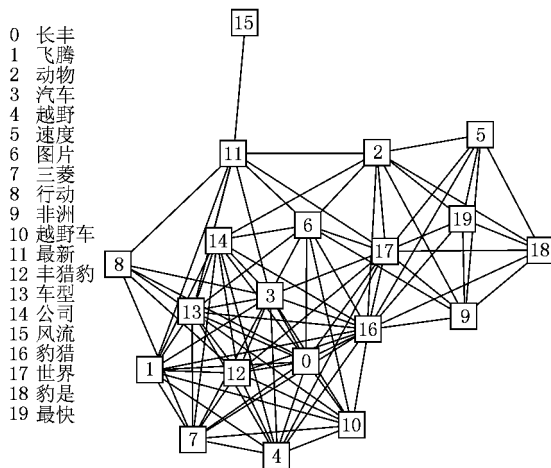 0 长丰
1 飞腾
2 动物
3 汽车
4 越野
5 速度
6 图片
7 三菱
8 行动
9 非洲
10 越野车
11 最新
12 丰猎豹
13 车型
14 公司
15 风流
16 豹猎
17 世界
18 豹是
19 最快
15
5
11
2
19
6
14
17
18
8
3
9
13
16
0
1
12
10
7
4